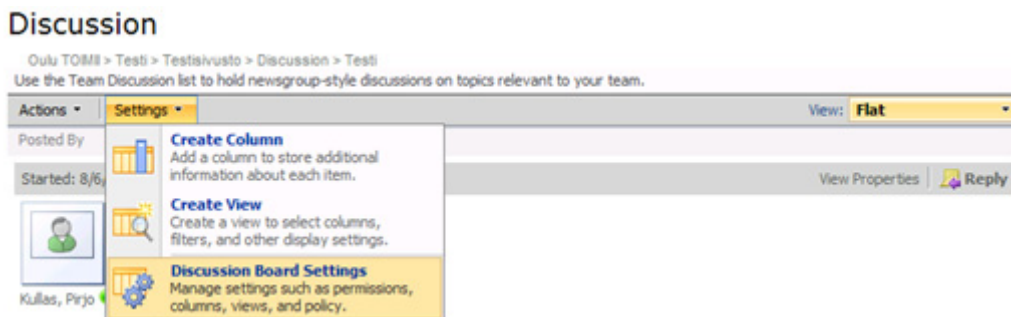 Discussion
Oulu TOIMII > Testi > Testisivusto > Discussion > Testi
Use the Team Discussion list to hold newsgroup-style discussions on topics relevant to your team.
Actions Settings View: Flat
Posted By
Create Column
Add a column to store additional
information about each item.
Started: 8/6/ View Properties Reply
Create View
Create a view to select columns,
filters, and other display settings.
Discussion Board Settings
Manage settings such as permissions,
columns, views, and policy.
Kullas, Pirjo